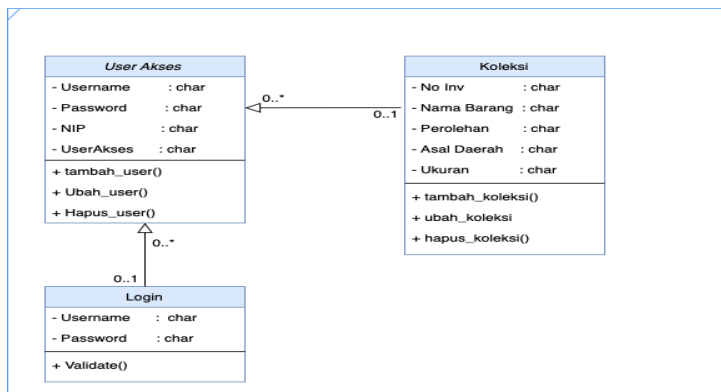 User Akses
- Username : char
- Password : char
- NIP : char
- UserAkses : char
+ tambah_user()
+ Ubah_user()
+ Hapus_user()
0..*
0..1
Koleksi
- No Inv : char
- Nama Barang : char
- Perolehan : char
- Asal Daerah : char
- Ukuran : char
+ tambah_koleksi()
+ ubah_koleksi
+ hapus_koleksi()
0..*
0..1
Login
- Username : char
- Password : char
+ Validate()